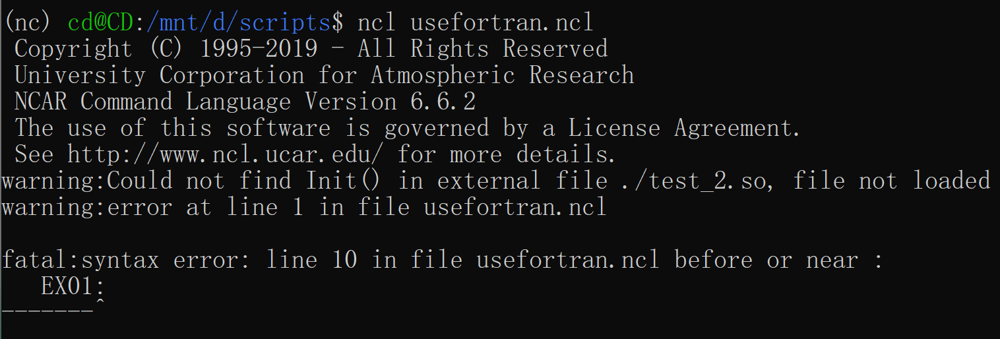 (nc) cd@CD:/mnt/d/scripts$ ncl usefortran.ncl
 Copyright (C) 1995-2019 - All Rights Reserved
 University Corporation for Atmospheric Research
 NCAR Command Language Version 6.6.2
 The use of this software is governed by a License Agreement.
 See http://www.ncl.ucar.edu/ for more details.
warning:Could not find Init() in external file ./test_2.so, file not loaded
warning:error at line 1 in file usefortran.ncl

fatal:syntax error: line 10 in file usefortran.ncl before or near :
   EX01:
-------^